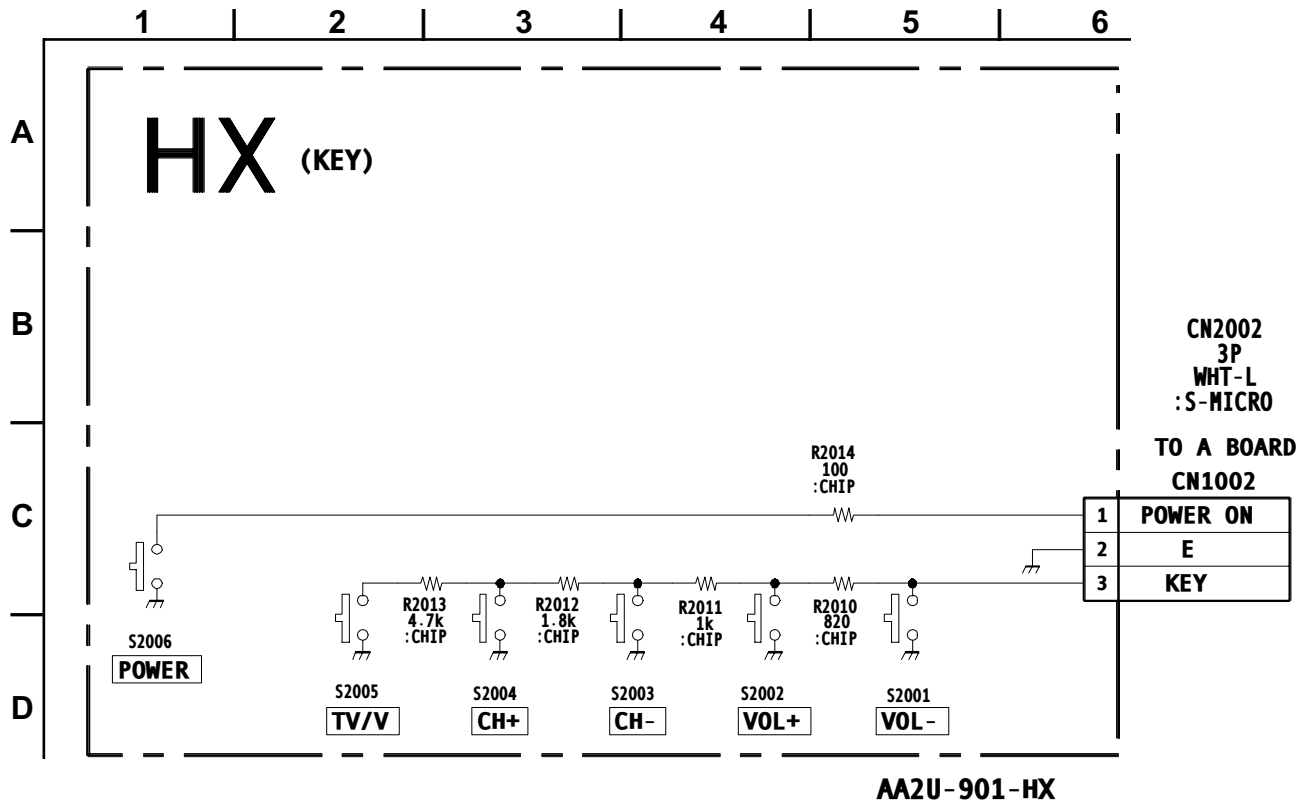 1 2 3 4 5 6
A
HX (KEY)
B
CN2002
3P
WHT-L
:S-MICRO
TO A BOARD
CN1002
C
R2014
100
:CHIP
1 POWER ON
2 E
3 KEY
R2013
4.7k
:CHIP
R2012
1.8k
:CHIP
R2011
1k
:CHIP
R2010
820
:CHIP
S2006
POWER
D
S2005
TV/V
S2004
CH+
S2003
CH-
S2002
VOL+
S2001
VOL-
AA2U-901-HX